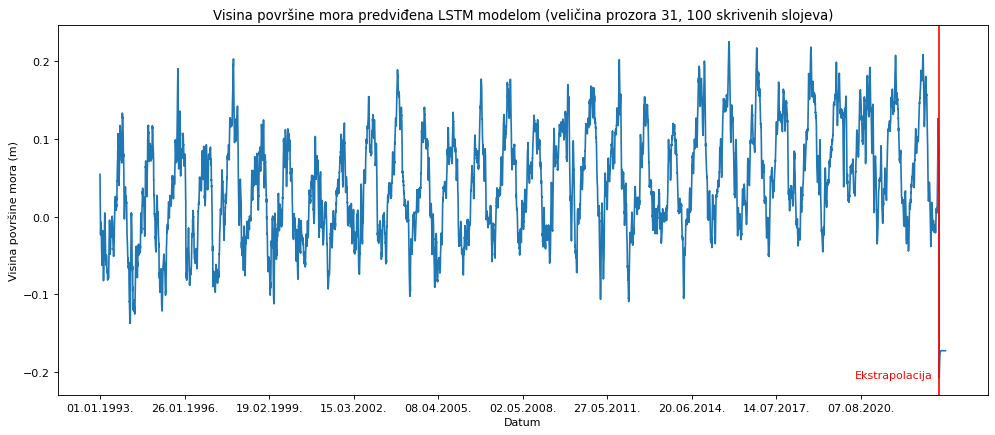 Visina površine mora predviđena LSTM modelom (veličina prozora 31, 100 skrivenih slojeva)
Visina površine mora (m)
0.2
0.1
0.0
−0.1
−0.2
Ekstrapolacija
01.01.1993. 26.01.1996. 19.02.1999. 15.03.2002. 08.04.2005. 02.05.2008. 27.05.2011. 20.06.2014. 14.07.2017. 07.08.2020.
Datum